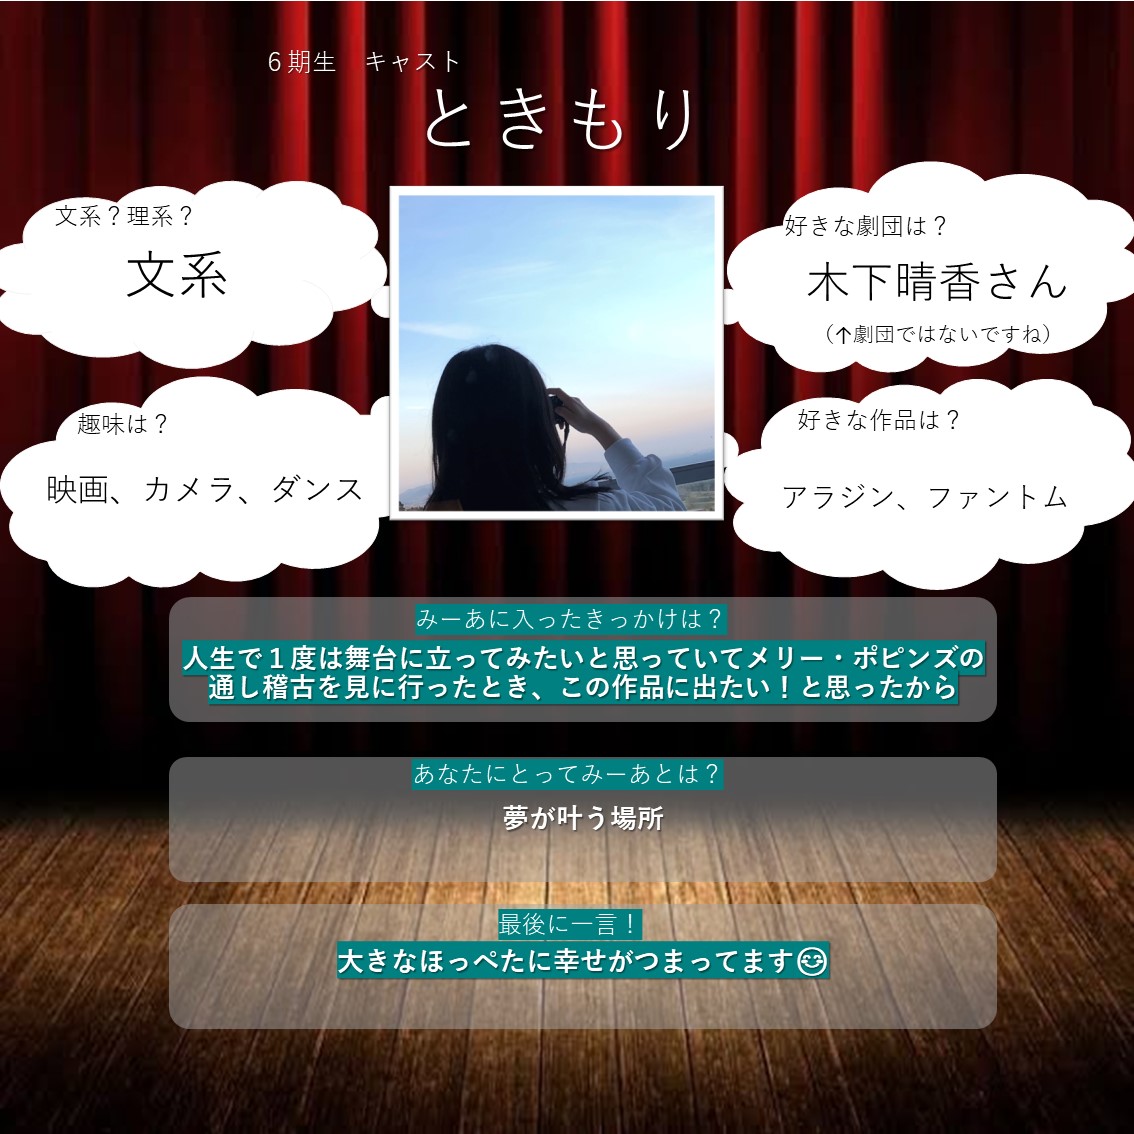 ６期生　キャスト
ときもり
文系？理系？
文系
好きな劇団は？
木下晴香さん
（↑劇団ではないですね）
趣味は？
映画、カメラ、ダンス
好きな作品は？
アラジン、ファントム
みーあに入ったきっかけは？
人生で１度は舞台に立ってみたいと思っていてメリー・ポピンズの
通し稽古を見に行ったとき、この作品に出たい！と思ったから
あなたにとってみーあとは？
夢が叶う場所
最後に一言！
大きなほっぺたに幸せがつまってます😊